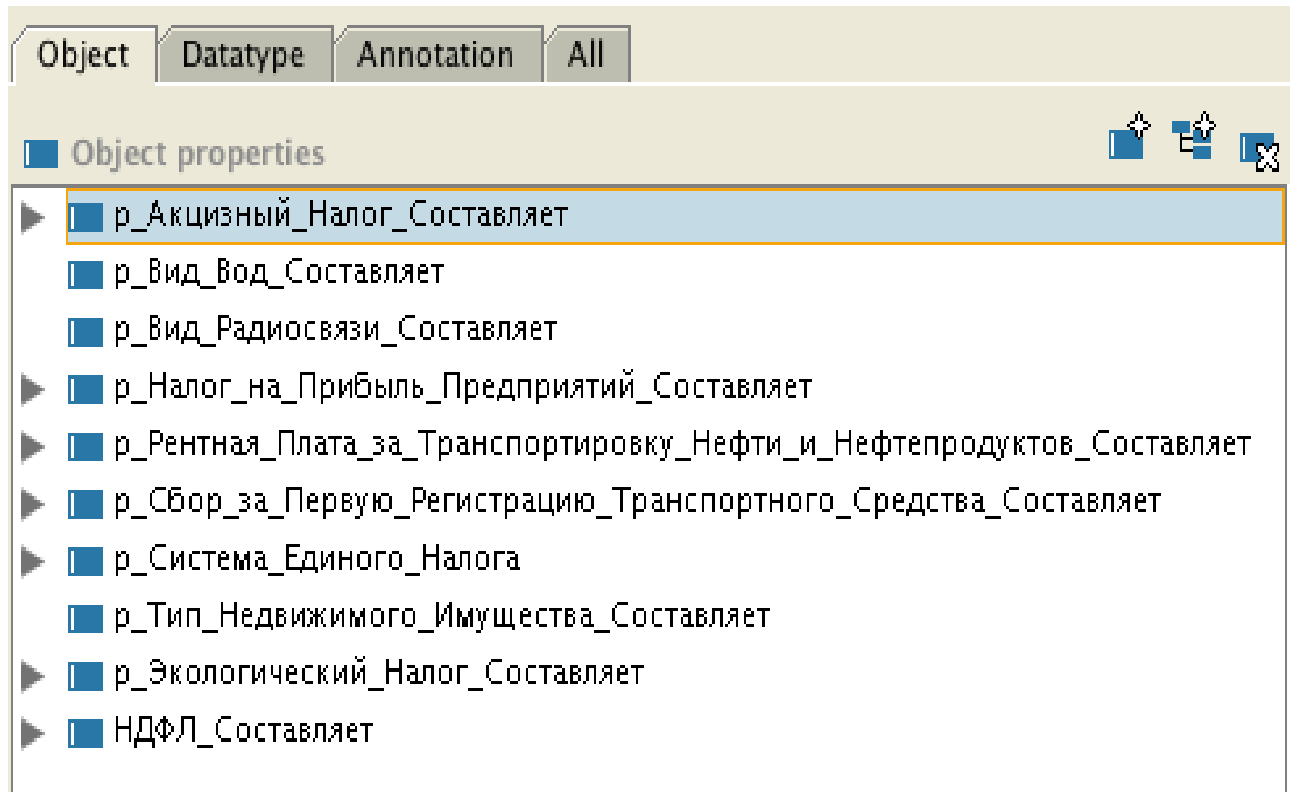 Object Datatype Annotation All
Object properties
р_Акцизный_Налог_Составляет
р_Вид_Вод_Составляет
р_Вид_Радиосвязи_Составляет
р_Налог_на_Прибыль_Предприятий_Составляет
р_Рентная_Плата_за_Транспортировку_Нефти_и_Нефтепродуктов_Составляет
р_Сбор_за_Первую_Регистрацию_Транспортного_Средства_Составляет
р_Система_Единого_Налога
р_Тип_Недвижимого_Имущества_Составляет
р_Экологический_Налог_Составляет
НДФЛ_Составляет